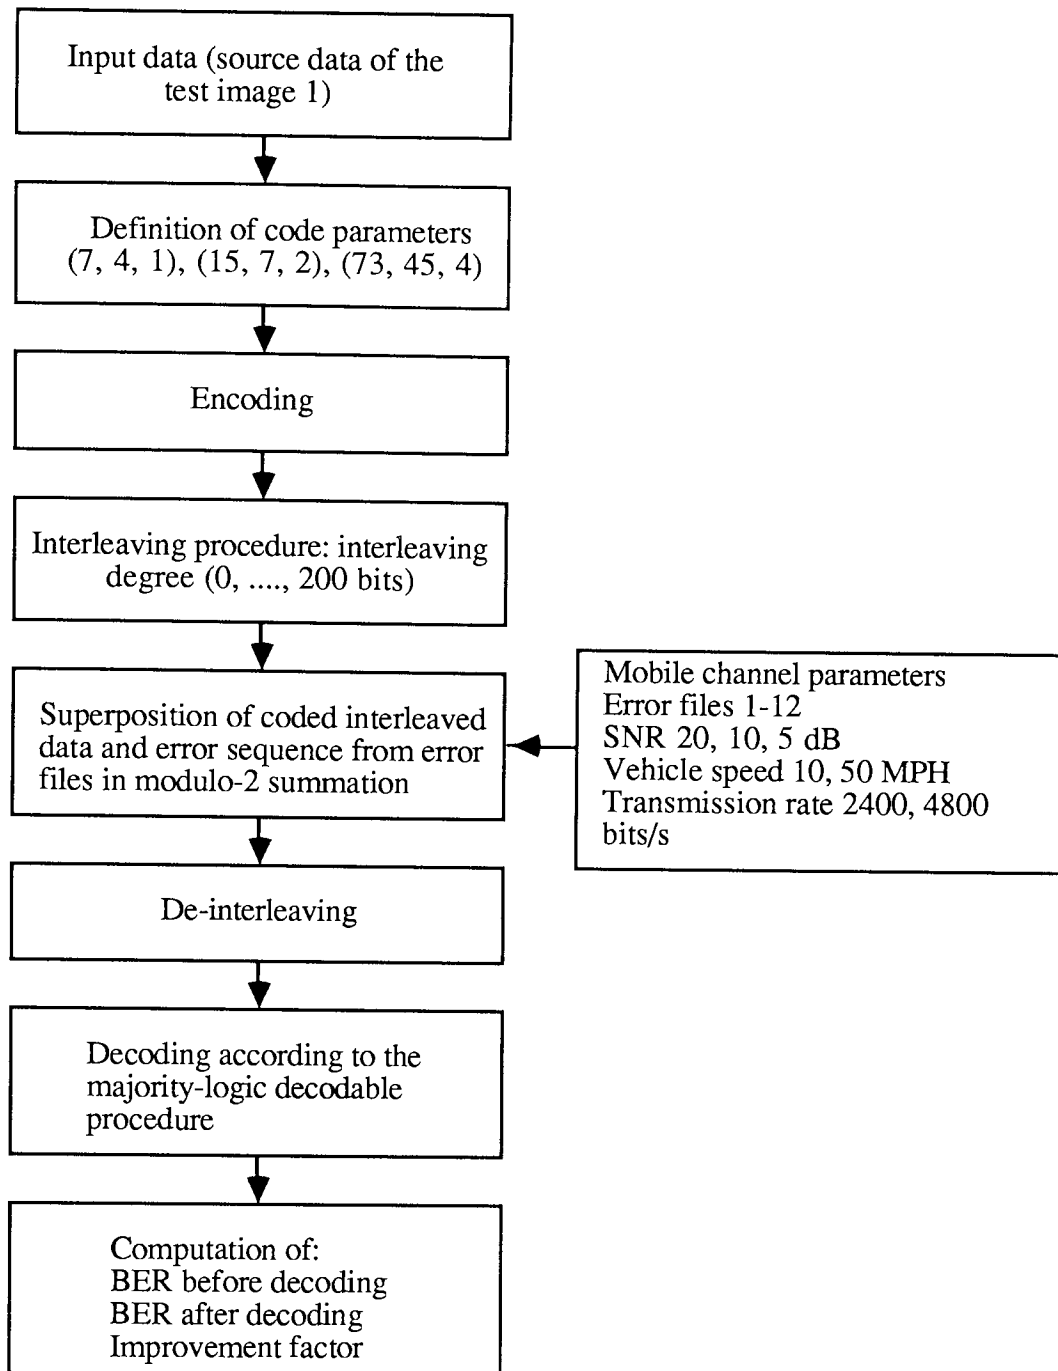 Input data (source data of the
test image 1)
Definition of code parameters
(7, 4, 1), (15, 7, 2), (73, 45, 4)
Encoding
Interleaving procedure: interleaving
degree (0, ...., 200 bits)
Superposition of coded interleaved
data and error sequence from error
files in modulo-2 summation
Mobile channel parameters
Error files 1-12
SNR 20, 10, 5 dB
Vehicle speed 10, 50 MPH
Transmission rate 2400, 4800
bits/s
De-interleaving
Decoding according to the
majority-logic decodable
procedure
Computation of:
BER before decoding
BER after decoding
Improvement factor